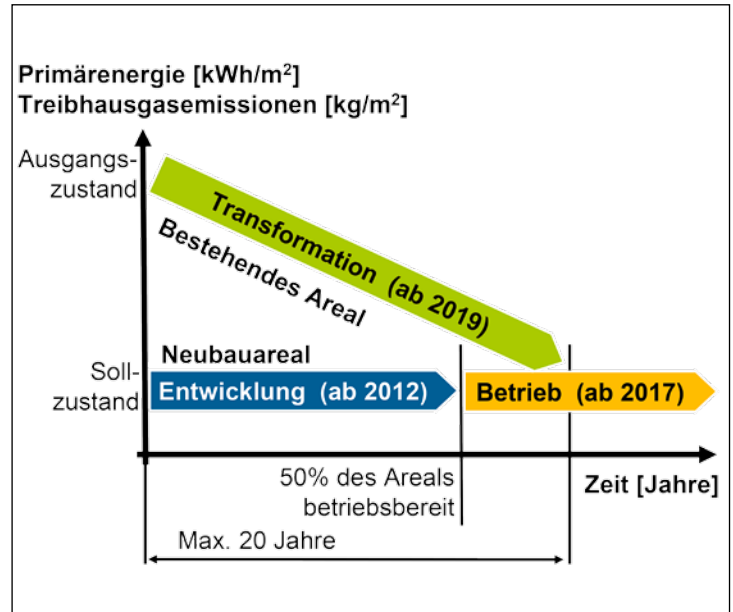 Primärenergie [kWh/m²]
Treibhausgasemissionen [kg/m²]
Ausgangs-
zustand
Transformation (ab 2019)
Bestehendes Areal
Neubauareal
Soll-
zustand
Entwicklung (ab 2012)
Betrieb (ab 2017)
50% des Areals
betriebsbereit
Zeit [Jahre]
Max. 20 Jahre